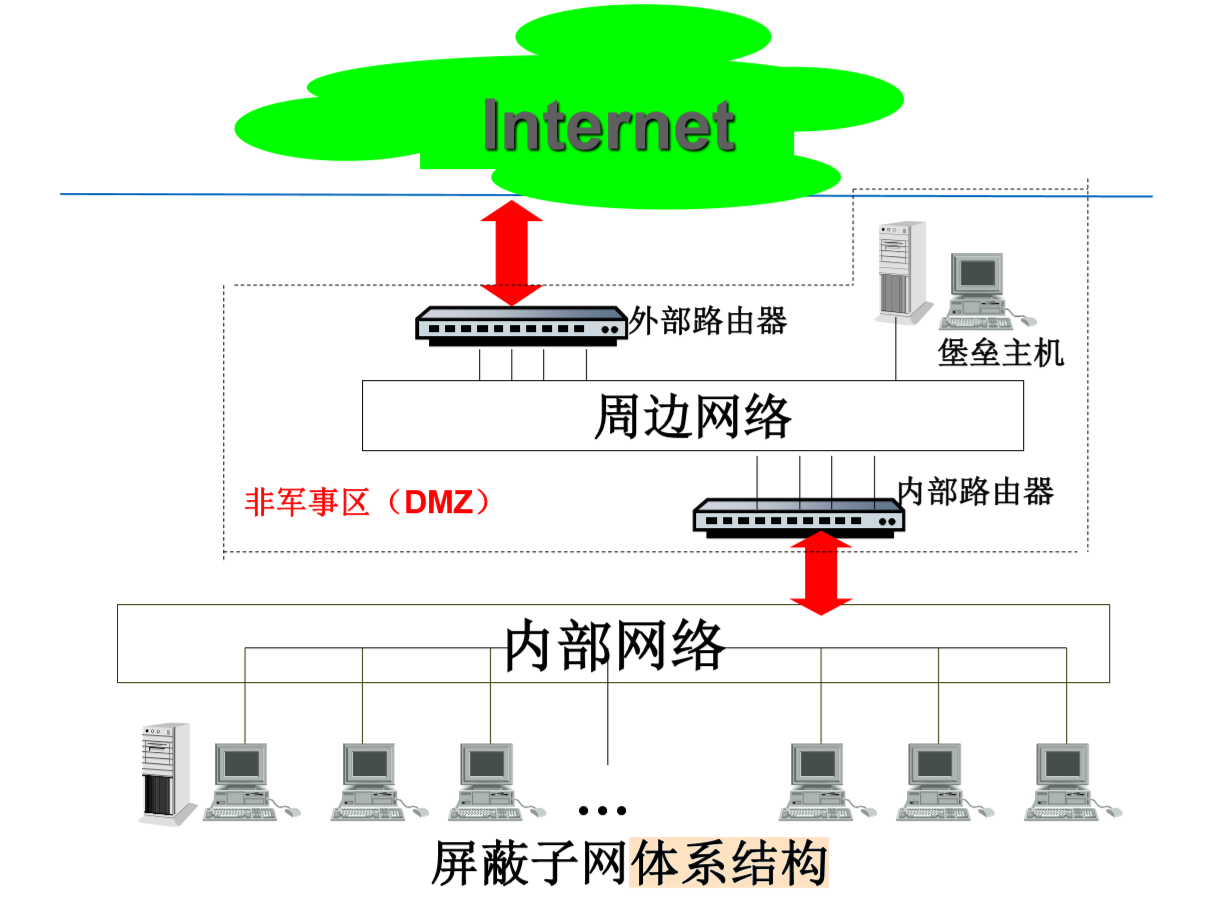 Internet
外部路由器
堡垒主机
周边网络
非军事区（DMZ）
内部路由器
内部网络
…
屏蔽子网体系结构